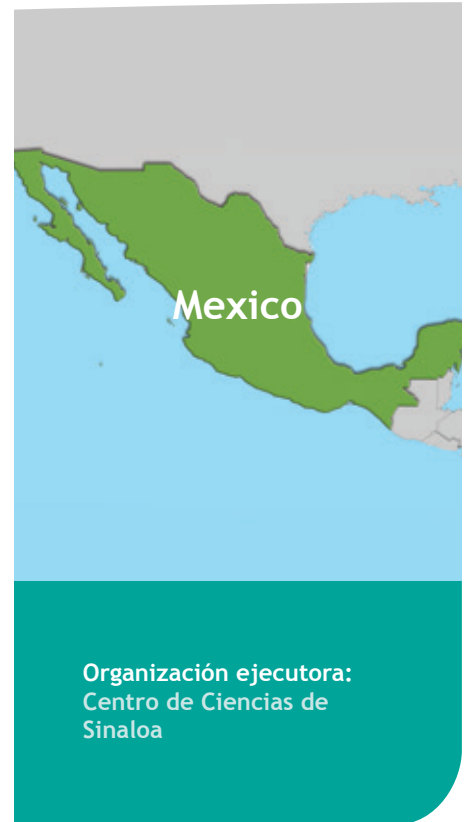 Mexico
Organización ejecutora:
Centro de Ciencias de
Sinaloa